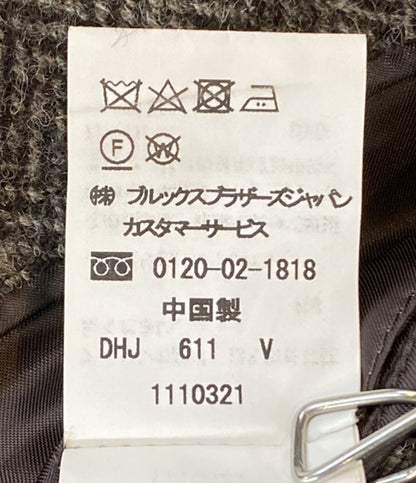 F W
㈱ ブルックスブラザーズジャパン
カスタマーサービス
0120-02-1818
中国製
DHJ 611 V
1110321